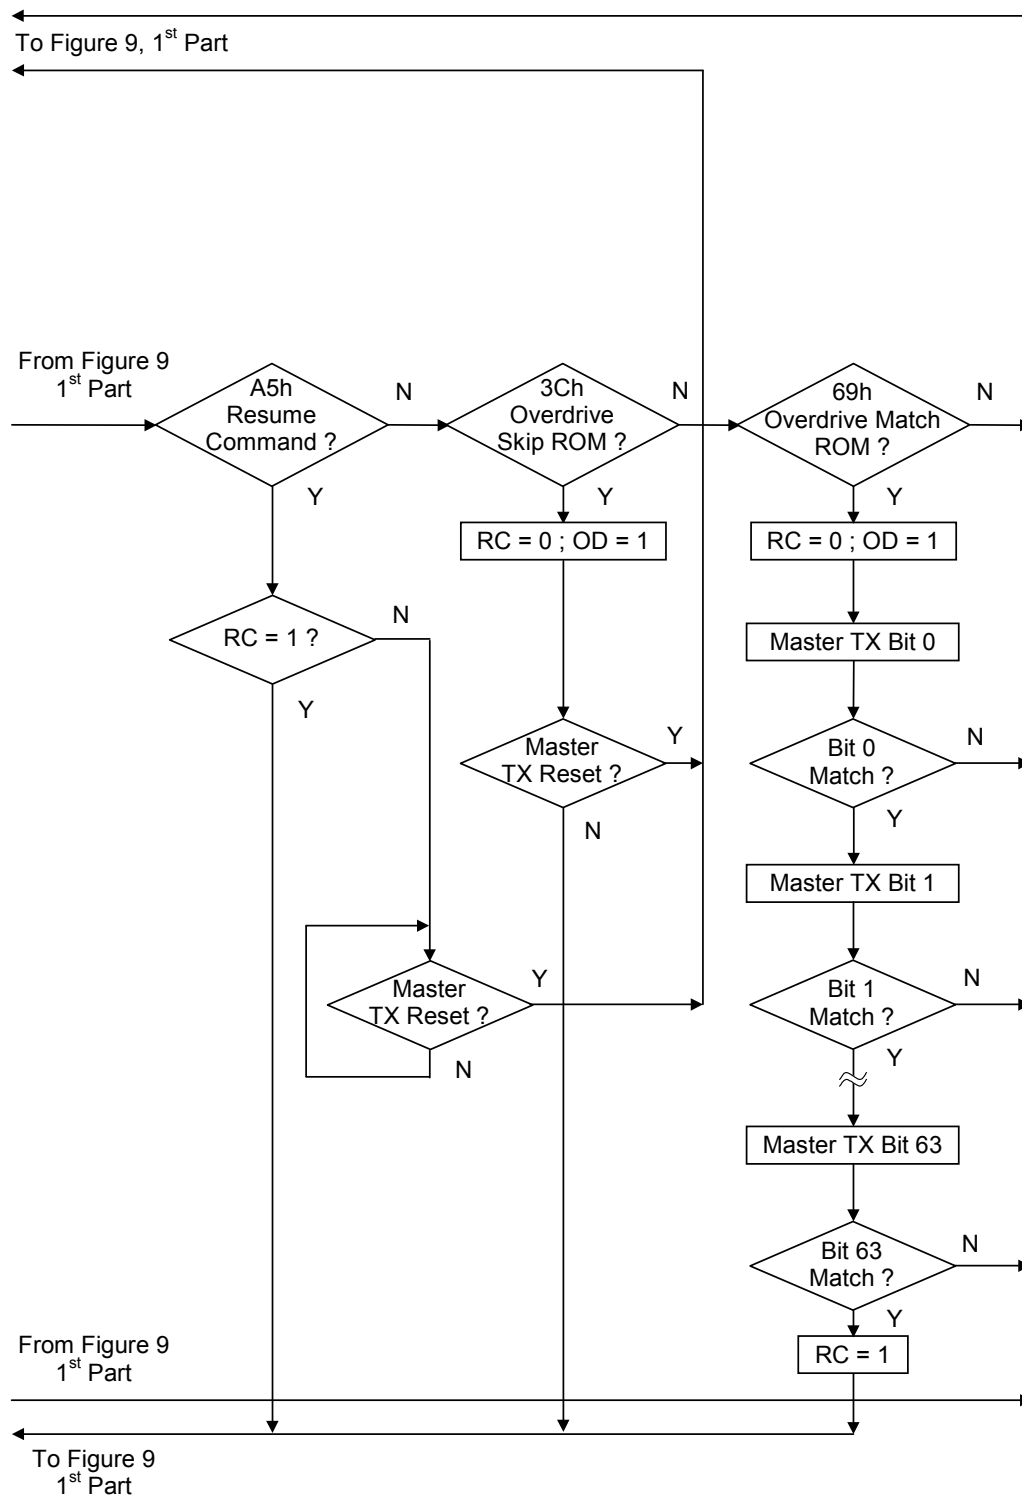 To Figure 9, 1st Part
From Figure 9
1st Part
A5h
Resume
Command ?
N
Y
3Ch
Overdrive
Skip ROM ?
N
Y
69h
Overdrive Match
ROM ?
N
Y
RC = 0 ; OD = 1
RC = 0 ; OD = 1
RC = 1 ?
N
Y
Master TX Bit 0
Master
TX Reset ?
Y
N
Bit 0
Match ?
N
Y
Master TX Bit 1
Master
TX Reset ?
Y
N
Bit 1
Match ?
N
Y
Master TX Bit 63
Bit 63
Match ?
N
Y
From Figure 9
1st Part
RC = 1
To Figure 9
1st Part